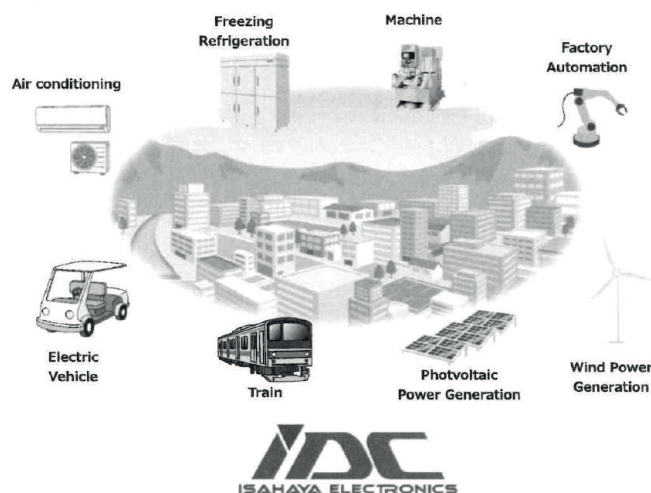 Freezing
Refrigeration
Machine
Factory
Automation
Air conditioning
Electric
Vehicle
Train
Photovoltaic
Power Generation
Wind Power
Generation
IDC
ISAHAYA ELECTRONICS